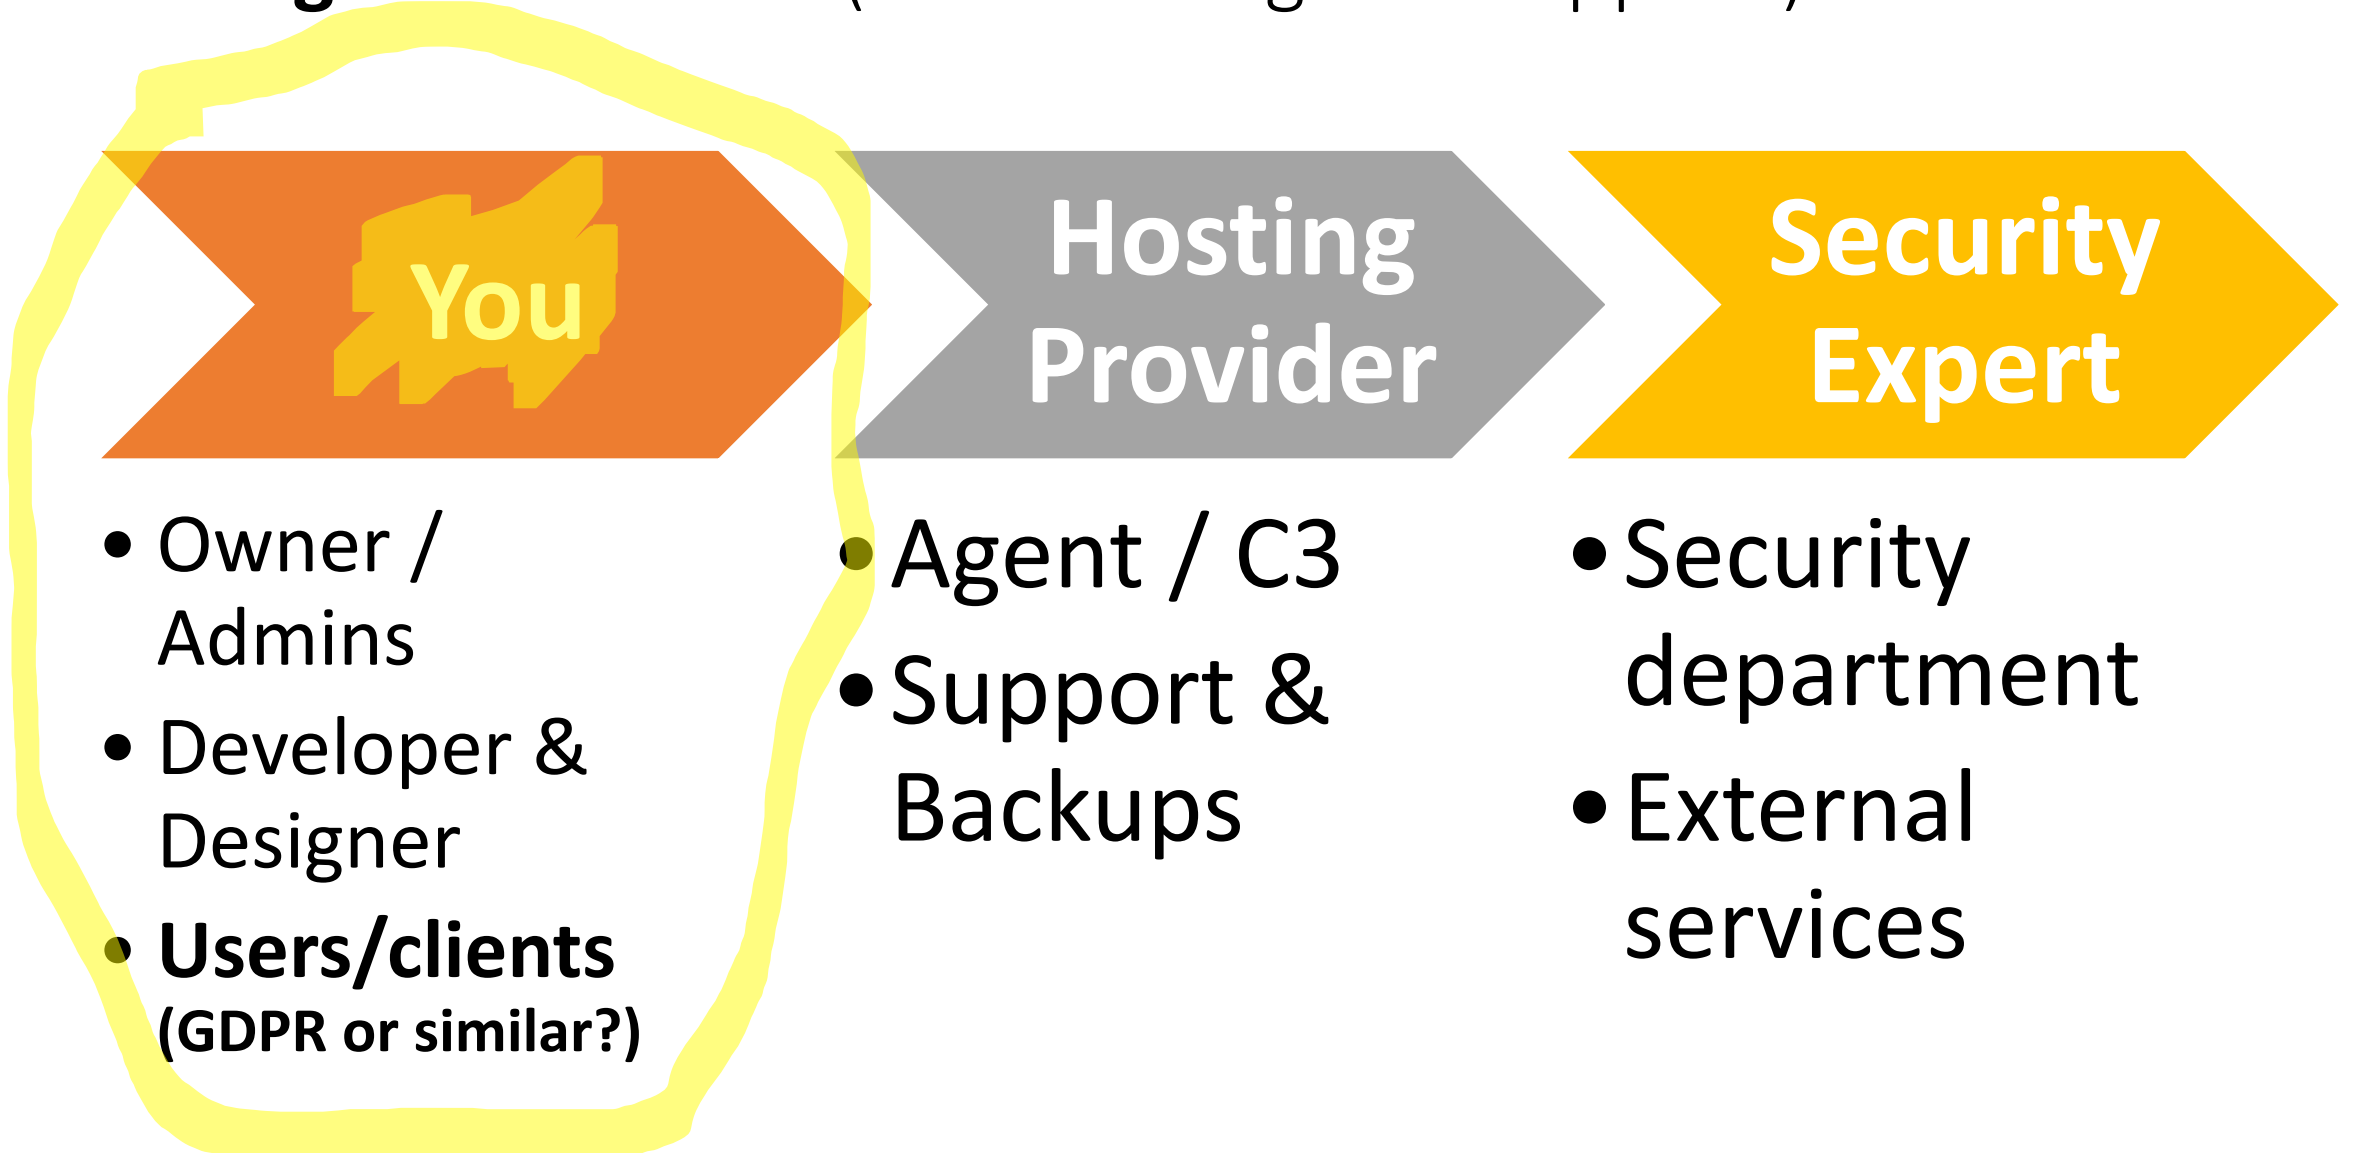 You
• Owner /
Admins
• Developer &
Designer
• Users/clients
(GDPR or similar?)
Hosting
Provider
• Agent / C3
• Support &
Backups
Security
Expert
• Security
department
• External
services